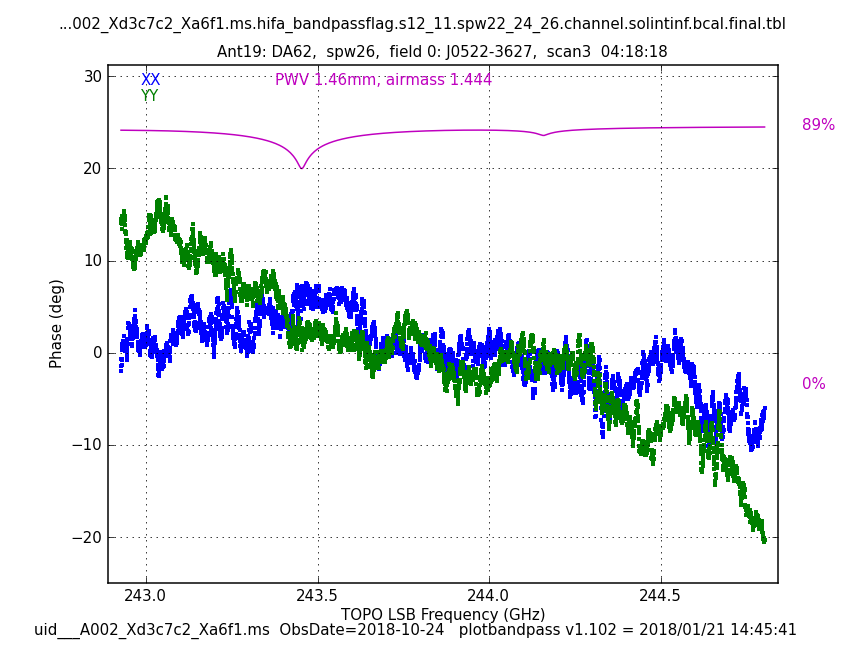 ...002_Xd3c7c2_Xa6f1.ms.hifa_bandpassflag.s12_11.spw22_24_26.channel.solintinf.bcal.final.tbl
Ant19: DA62,  spw26,  field 0: J0522-3627,  scan3  04:18:18
XX
YY
PWV 1.46mm, airmass 1.444
89%
0%
30
20
10
0
−10
−20
Phase (deg)
243.0 243.5 244.0 244.5
TOPO LSB Frequency (GHz)
uid___A002_Xd3c7c2_Xa6f1.ms  ObsDate=2018-10-24   plotbandpass v1.102 = 2018/01/21 14:45:41